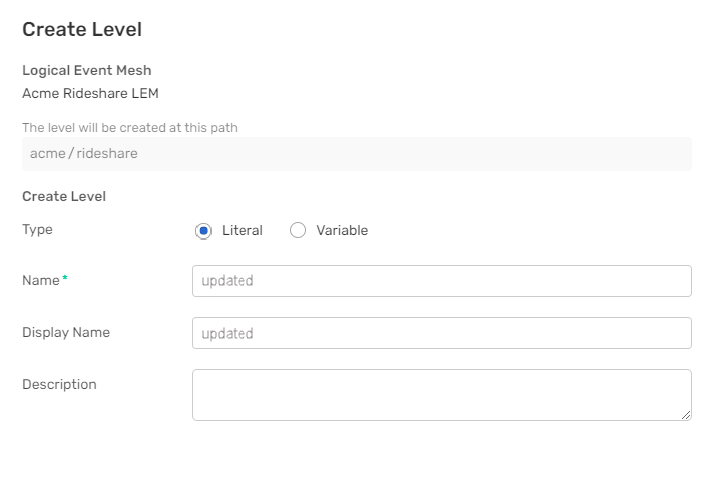 Create Level
Logical Event Mesh
Acme Rideshare LEM
The level will be created at this path
acme / rideshare
Create Level
Type Literal Variable
Name * updated
Display Name updated
Description